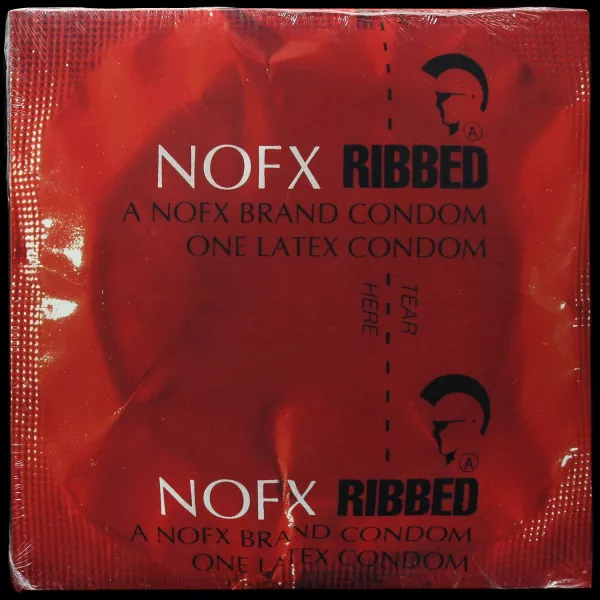 Ⓐ
NOFX RIBBED
A NOFX BRAND CONDOM
ONE LATEX CONDOM
TEAR
HERE
Ⓐ
NOFX RIBBED
A NOFX BRAND CONDOM
ONE LATEX CONDOM